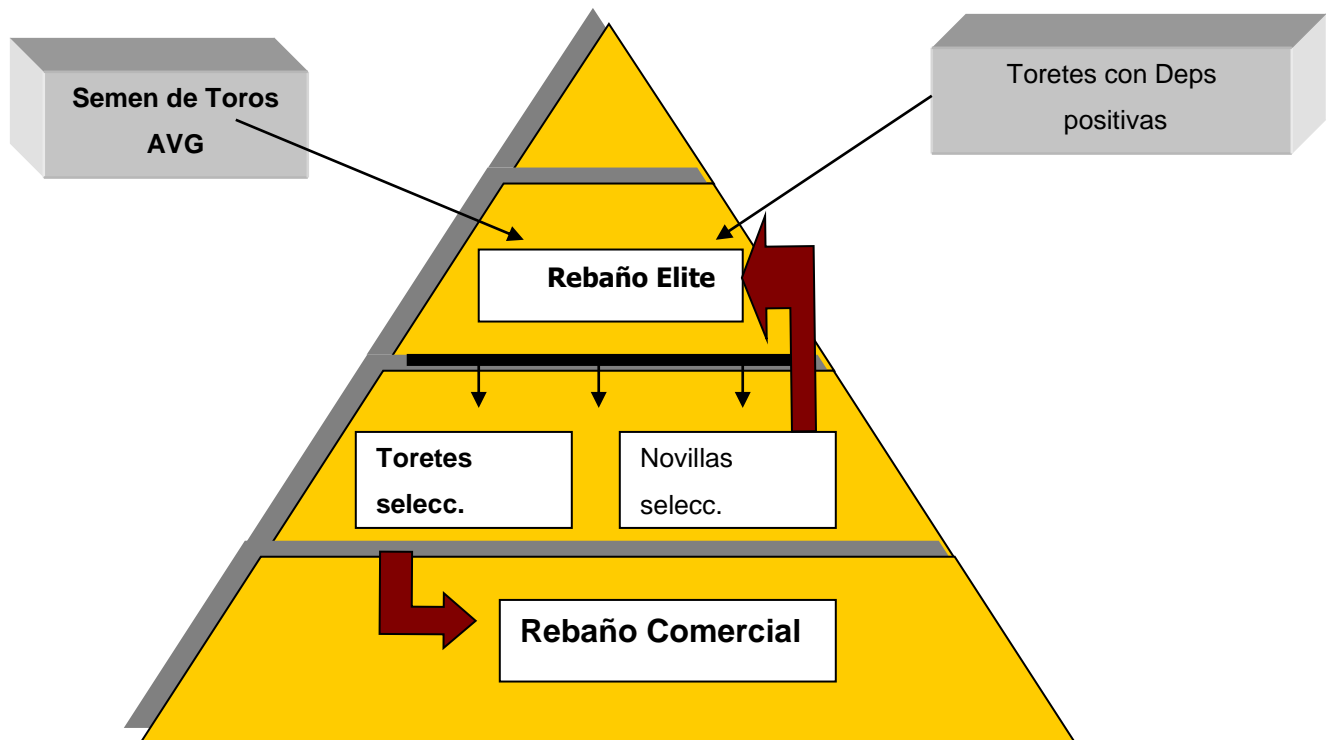 Semen de Toros
AVG
Toretes con Deps
positivas
Rebaño Elite
Toretes
selecc.
Novillas
selecc.
Rebaño Comercial